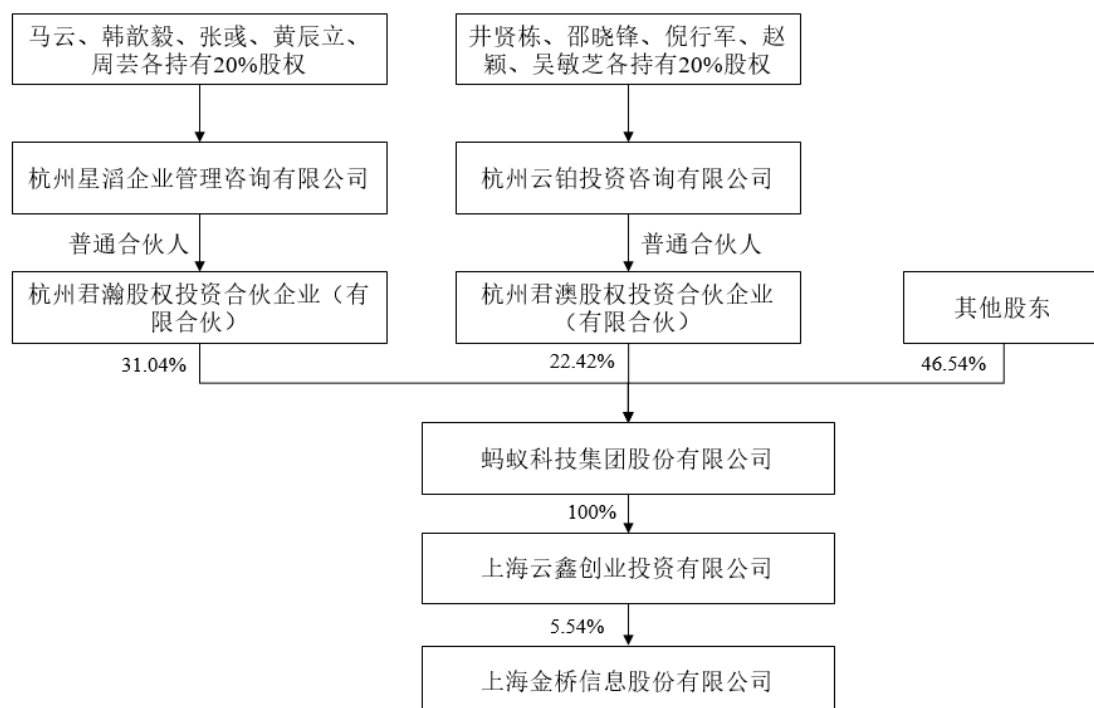 马云、韩歆毅、张彧、黄辰立、
周芸各持有20%股权
井贤栋、邵晓锋、倪行军、赵
颖、吴敏芝各持有20%股权
杭州星滔企业管理咨询有限公司
杭州云铂投资咨询有限公司
普通合伙人
普通合伙人
杭州君瀚股权投资合伙企业（有
限合伙）
杭州君澳股权投资合伙企业
（有限合伙）
其他股东
31.04%
22.42%
46.54%
蚂蚁科技集团股份有限公司
100%
上海云鑫创业投资有限公司
5.54%
上海金桥信息股份有限公司